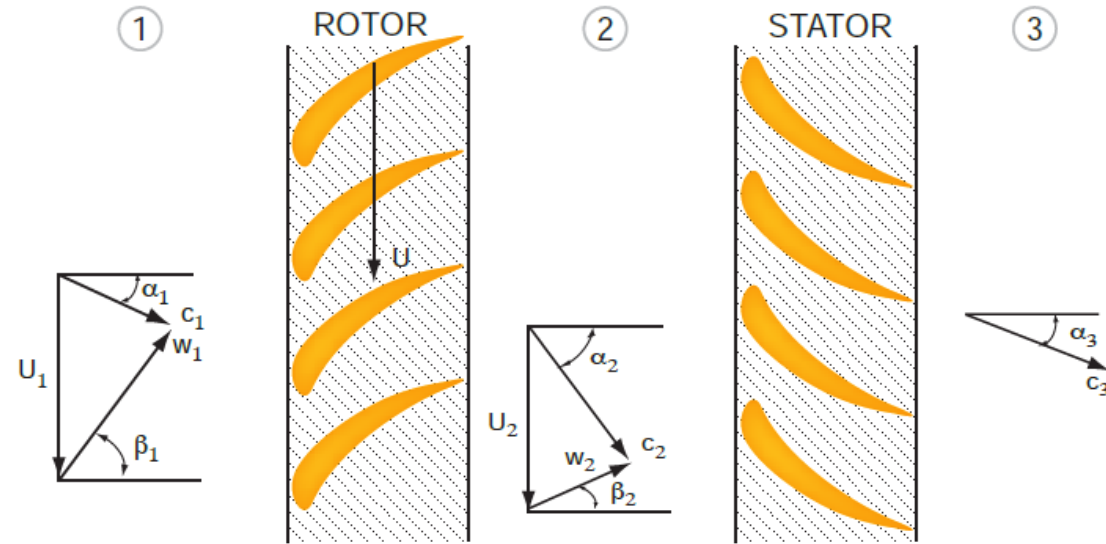 1
ROTOR
2
STATOR
3
U
α₁
c₁
w₁
U₁
β₁
α₂
U₂
c₂
w₂
β₂
α₃
c₃